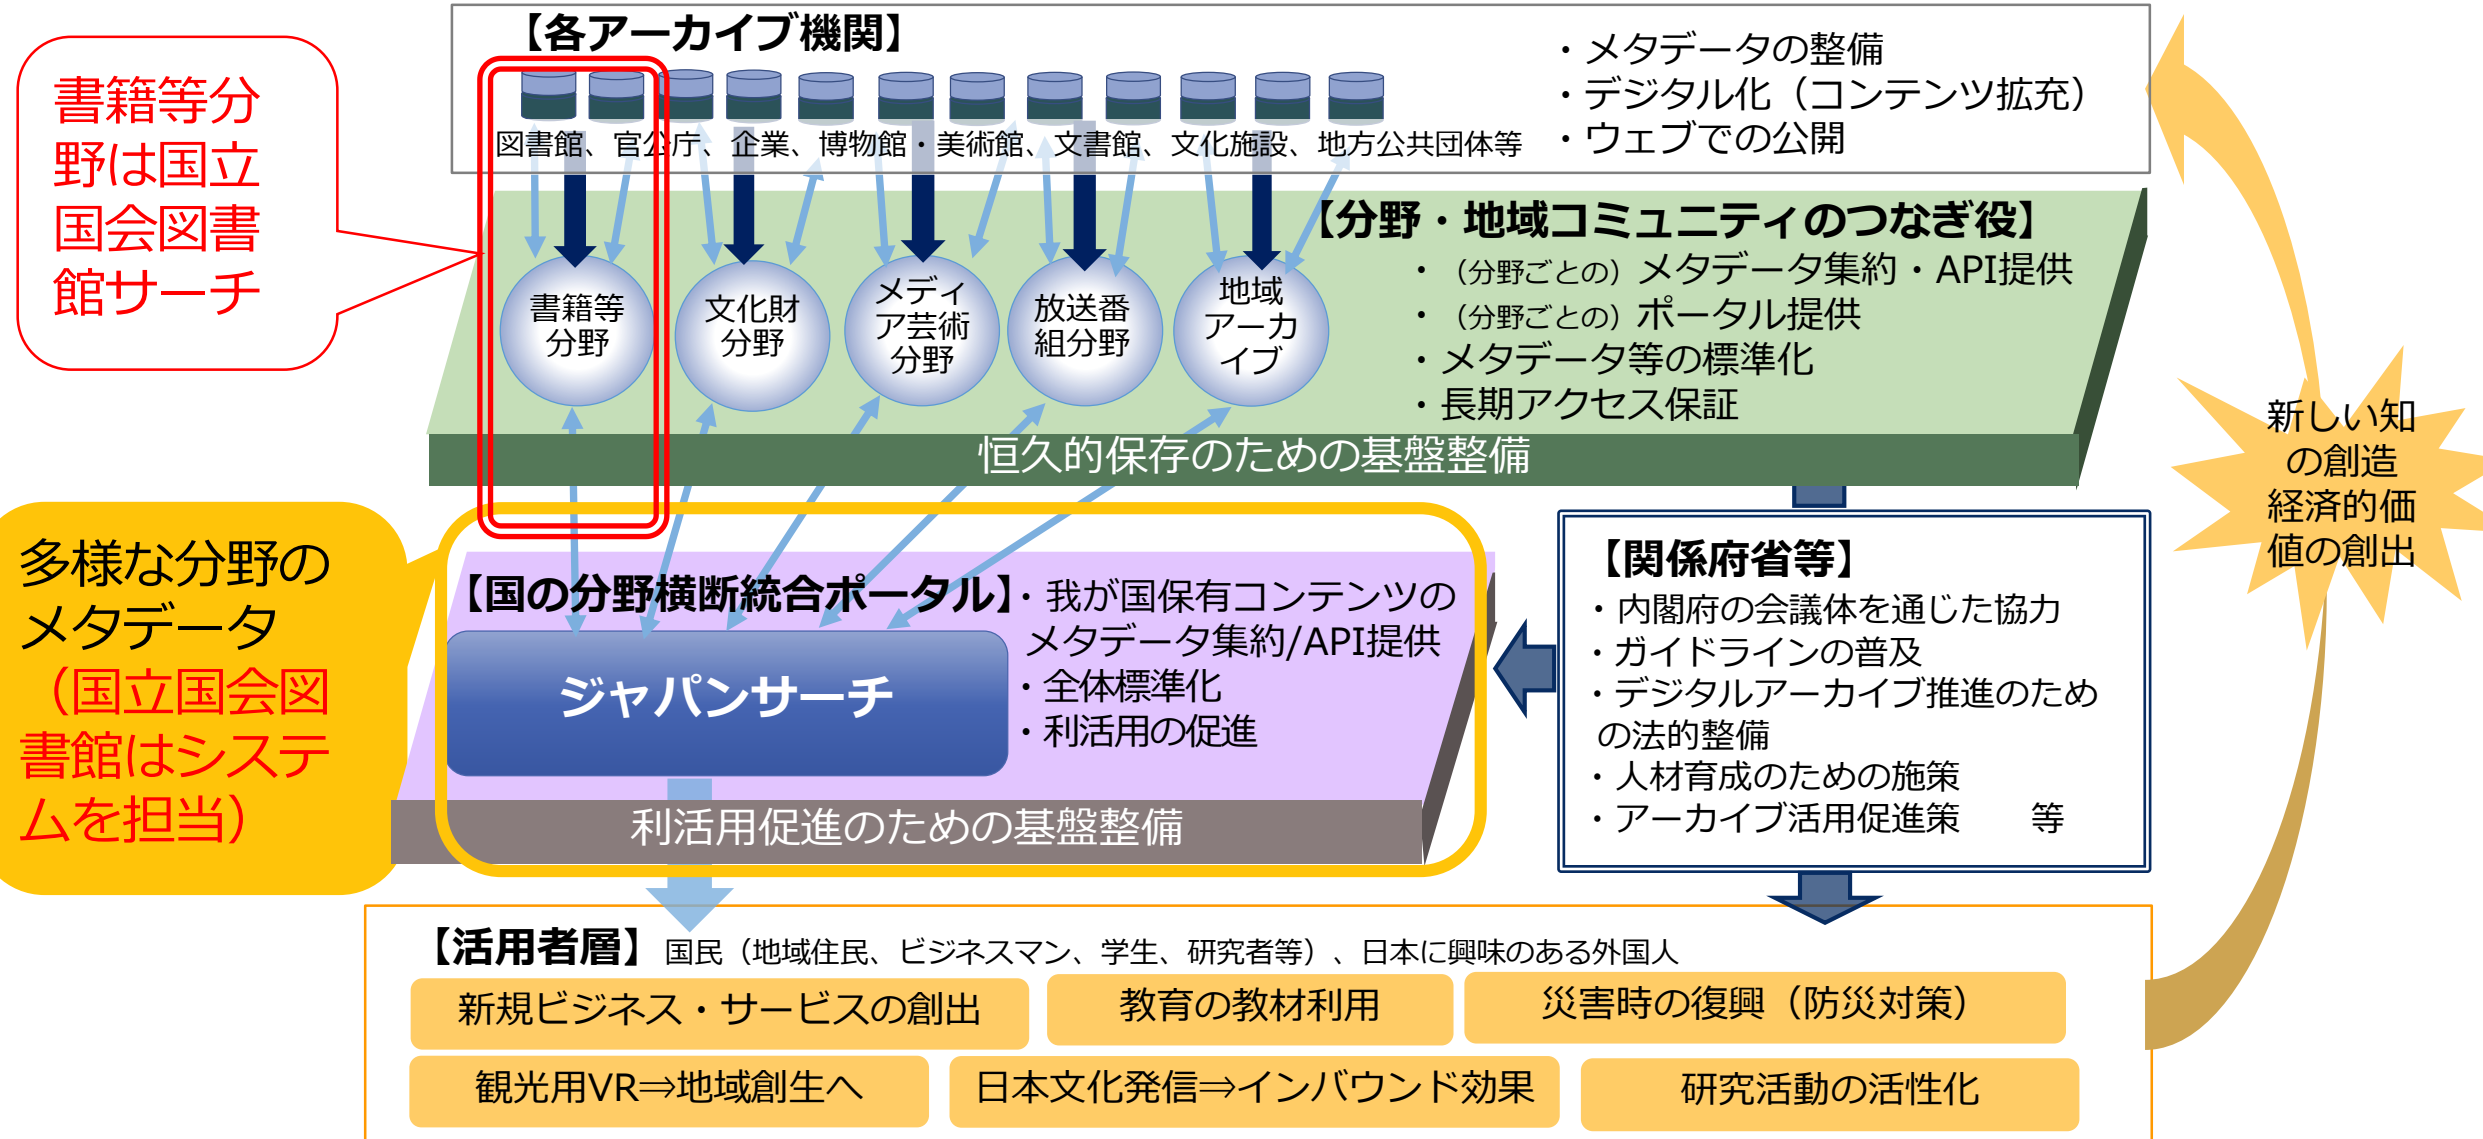 【各アーカイブ機関】
・メタデータの整備
・デジタル化（コンテンツ拡充）
・ウェブでの公開
図書館、官公庁、企業、博物館・美術館、文書館、文化施設、地方公共団体等
書籍等分
野は国立
国会図書
館サーチ
【分野・地域コミュニティのつなぎ役】
・（分野ごとの）メタデータ集約・API提供
・（分野ごとの）ポータル提供
・メタデータ等の標準化
・長期アクセス保証
書籍等
分野
文化財
分野
メディ
ア芸術
分野
放送番
組分野
地域
アーカ
イブ
恒久的保存のための基盤整備
新しい知
の創造
経済的価
値の創出
多様な分野の
メタデータ
（国立国会図
書館はシステ
ムを担当）
【国の分野横断統合ポータル】
・我が国保有コンテンツの
メタデータ集約/API提供
・全体標準化
・利活用の促進
ジャパンサーチ
利活用促進のための基盤整備
【関係府省等】
・内閣府の会議体を通じた協力
・ガイドラインの普及
・デジタルアーカイブ推進のため
の法的整備
・人材育成のための施策
・アーカイブ活用促進策　　等
【活用者層】国民（地域住民、ビジネスマン、学生、研究者等）、日本に興味のある外国人
新規ビジネス・サービスの創出
教育の教材利用
災害時の復興（防災対策）
観光用VR⇒地域創生へ
日本文化発信⇒インバウンド効果
研究活動の活性化